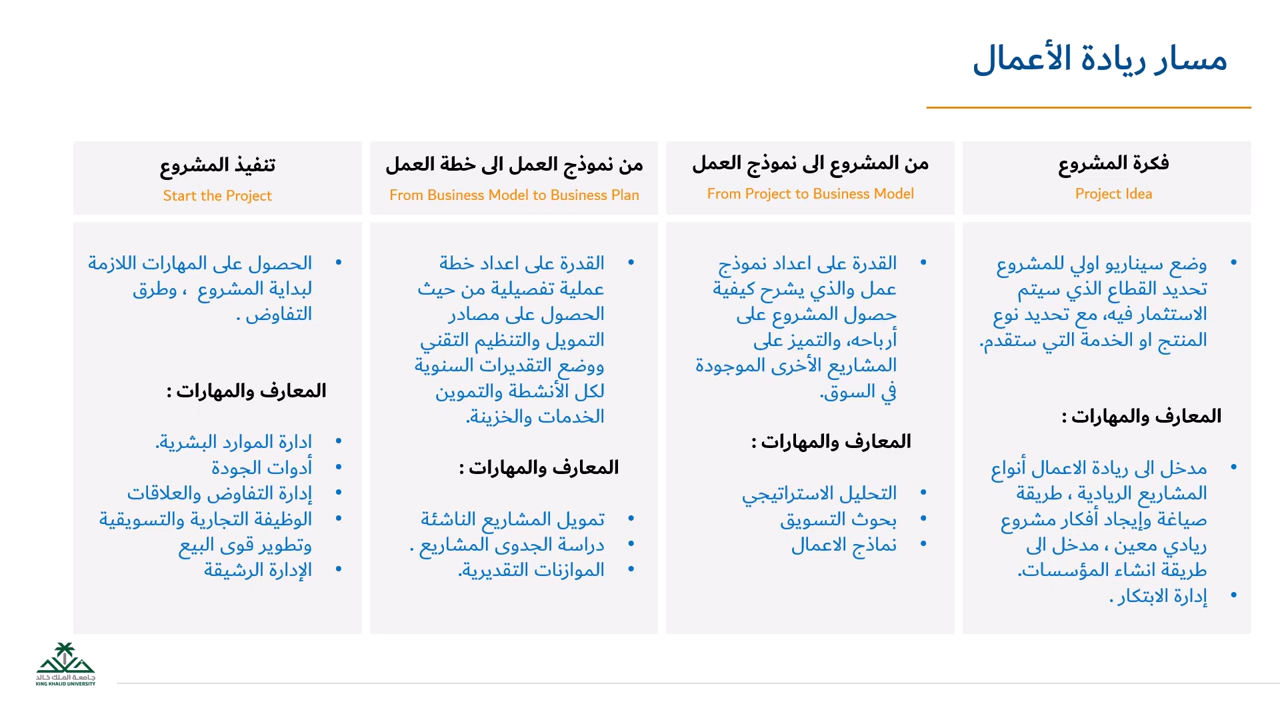 مسار ريادة الأعمال
فكرة المشروع
Project Idea
وضع سيناريو اولي للمشروع
تحديد القطاع الذي سيتم
الاستثمار فيه، مع تحديد نوع
المنتج او الخدمة التي ستقدم.
المعارف والمهارات :
مدخل الى ريادة الاعمال أنواع
المشاريع الريادية ، طريقة
صياغة وإيجاد أفكار مشروع
ريادي معين ، مدخل الى
طريقة انشاء المؤسسات.
إدارة الابتكار .
من المشروع الى نموذج العمل
From Project to Business Model
القدرة على اعداد نموذج
عمل والذي يشرح كيفية
حصول المشروع على
أرباحه، والتميز على
المشاريع الأخرى الموجودة
في السوق.
المعارف والمهارات :
التحليل الاستراتيجي
بحوث التسويق
نماذج الاعمال
من نموذج العمل الى خطة العمل
From Business Model to Business Plan
القدرة على اعداد خطة
عملية تفصيلية من حيث
الحصول على مصادر
التمويل والتنظيم التقني
ووضع التقديرات السنوية
لكل الأنشطة والتموين
الخدمات والخزينة.
المعارف والمهارات :
تمويل المشاريع الناشئة
دراسة الجدوى المشاريع .
الموازنات التقديرية.
تنفيذ المشروع
Start the Project
الحصول على المهارات اللازمة
لبداية المشروع ، وطرق
التفاوض .
المعارف والمهارات :
ادارة الموارد البشرية.
أدوات الجودة
إدارة التفاوض والعلاقات
الوظيفة التجارية والتسويقية
وتطوير قوى البيع
الإدارة الرشيقة
جامعة الملك خالد
KING KHALID UNIVERSITY